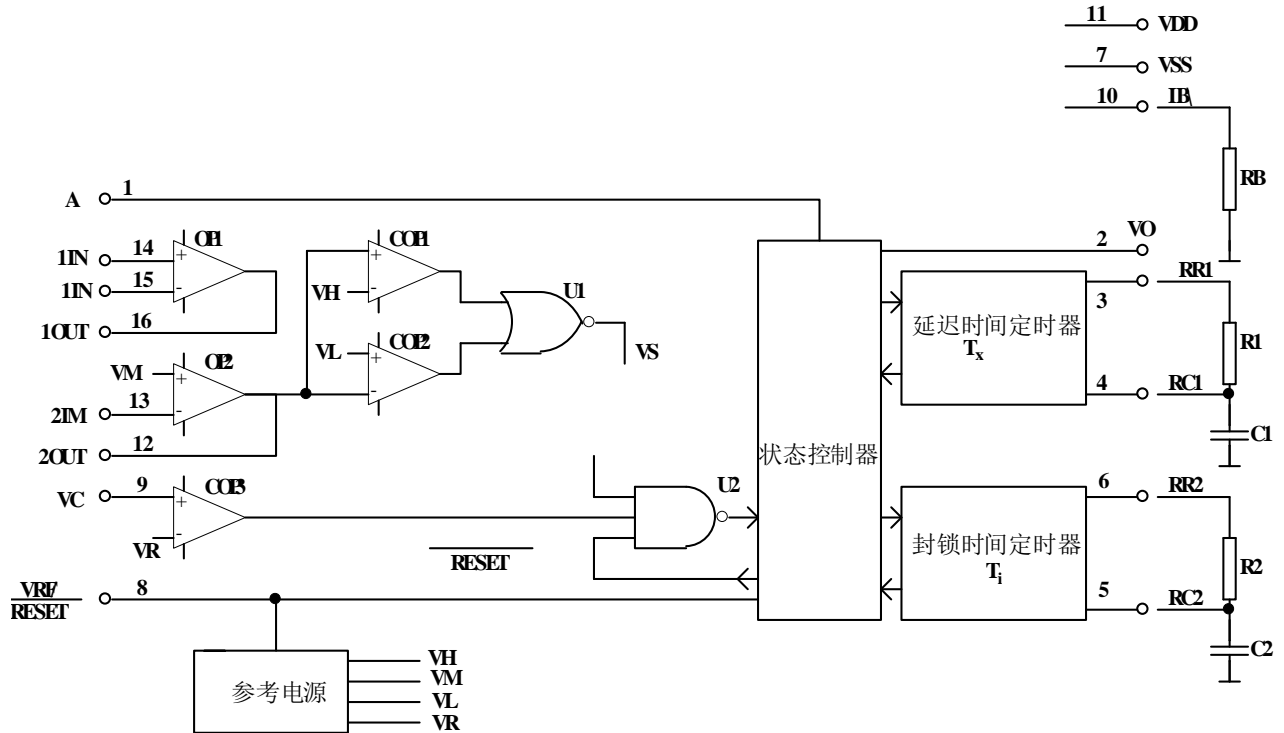 11 VDD
7 VSS
10 IB\
RB
A 1
1IN 14 + OP1
1IN 15 -
1OUT 16
COP1 +
VH -
U1
VL + COP2
-
VS
VM + OP2
2IM 13 -
2OUT 12
VC 9 + COP3
VR -
U2
RESET
VRF/ 8
RESET
参考电源
VH
VM
VL
VR
状态控制器
2 VO
延迟时间定时器
Tx
3 RR1
R1
4 RC1
C1
封锁时间定时器
Ti
6 RR2
R2
5 RC2
C2